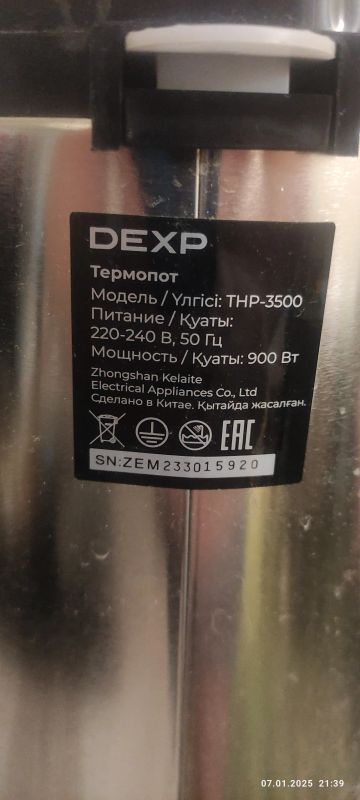 DEXP
Термопот
Модель / Үлгісі: THP-3500
Питание / Қуаты:
220-240 В, 50 Гц
Мощность / Қуаты: 900 Вт
Zhongshan Kelaite
Electrical Appliances Co., Ltd
Сделано в Китае. Қытайда жасалған.
EAC
SN:ZEM233015920
07.01.2025 21:39